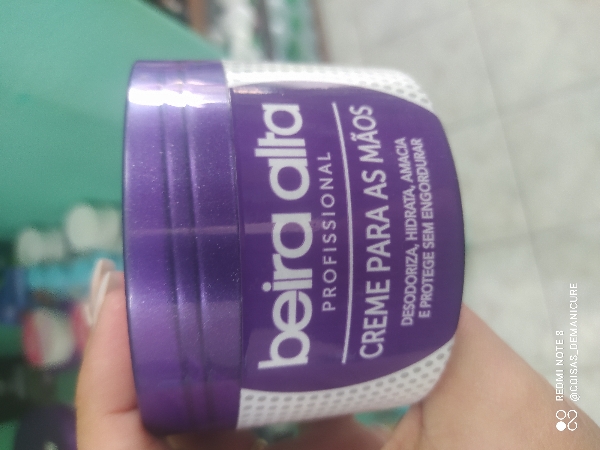 beira alta
PROFISSIONAL
CREME PARA AS MÃOS
DESODORIZA, HIDRATA, AMACIA
E PROTEGE SEM ENGORDURAR
REDMI NOTE 8
@COISAS_DEMANICURE